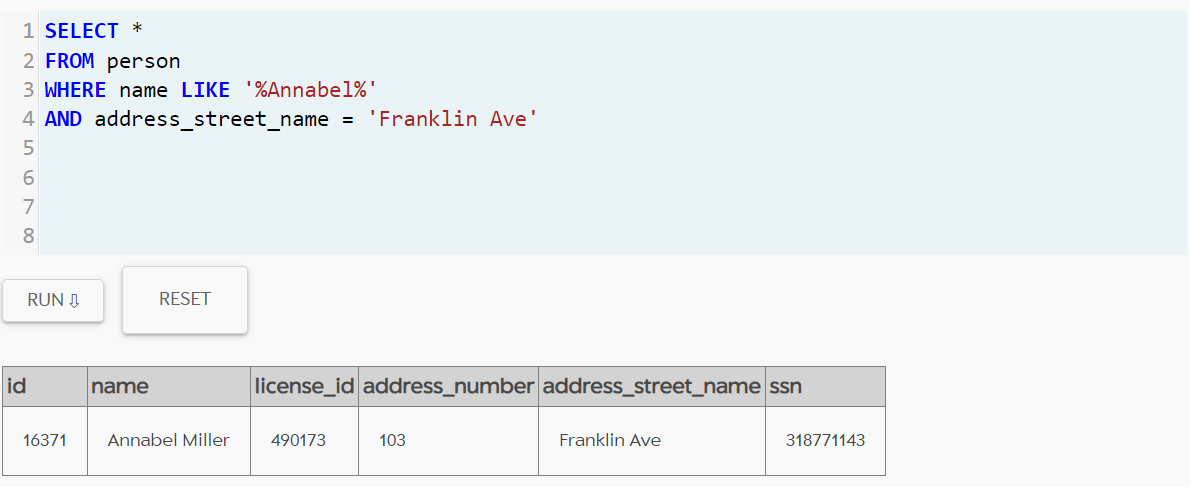 1 SELECT *
2 FROM person
3 WHERE name LIKE '%Annabel%'
4 AND address_street_name = 'Franklin Ave'
5
6
7
8
RUN ⇩ RESET
id name license_id address_number address_street_name ssn
16371 Annabel Miller 490173 103 Franklin Ave 318771143